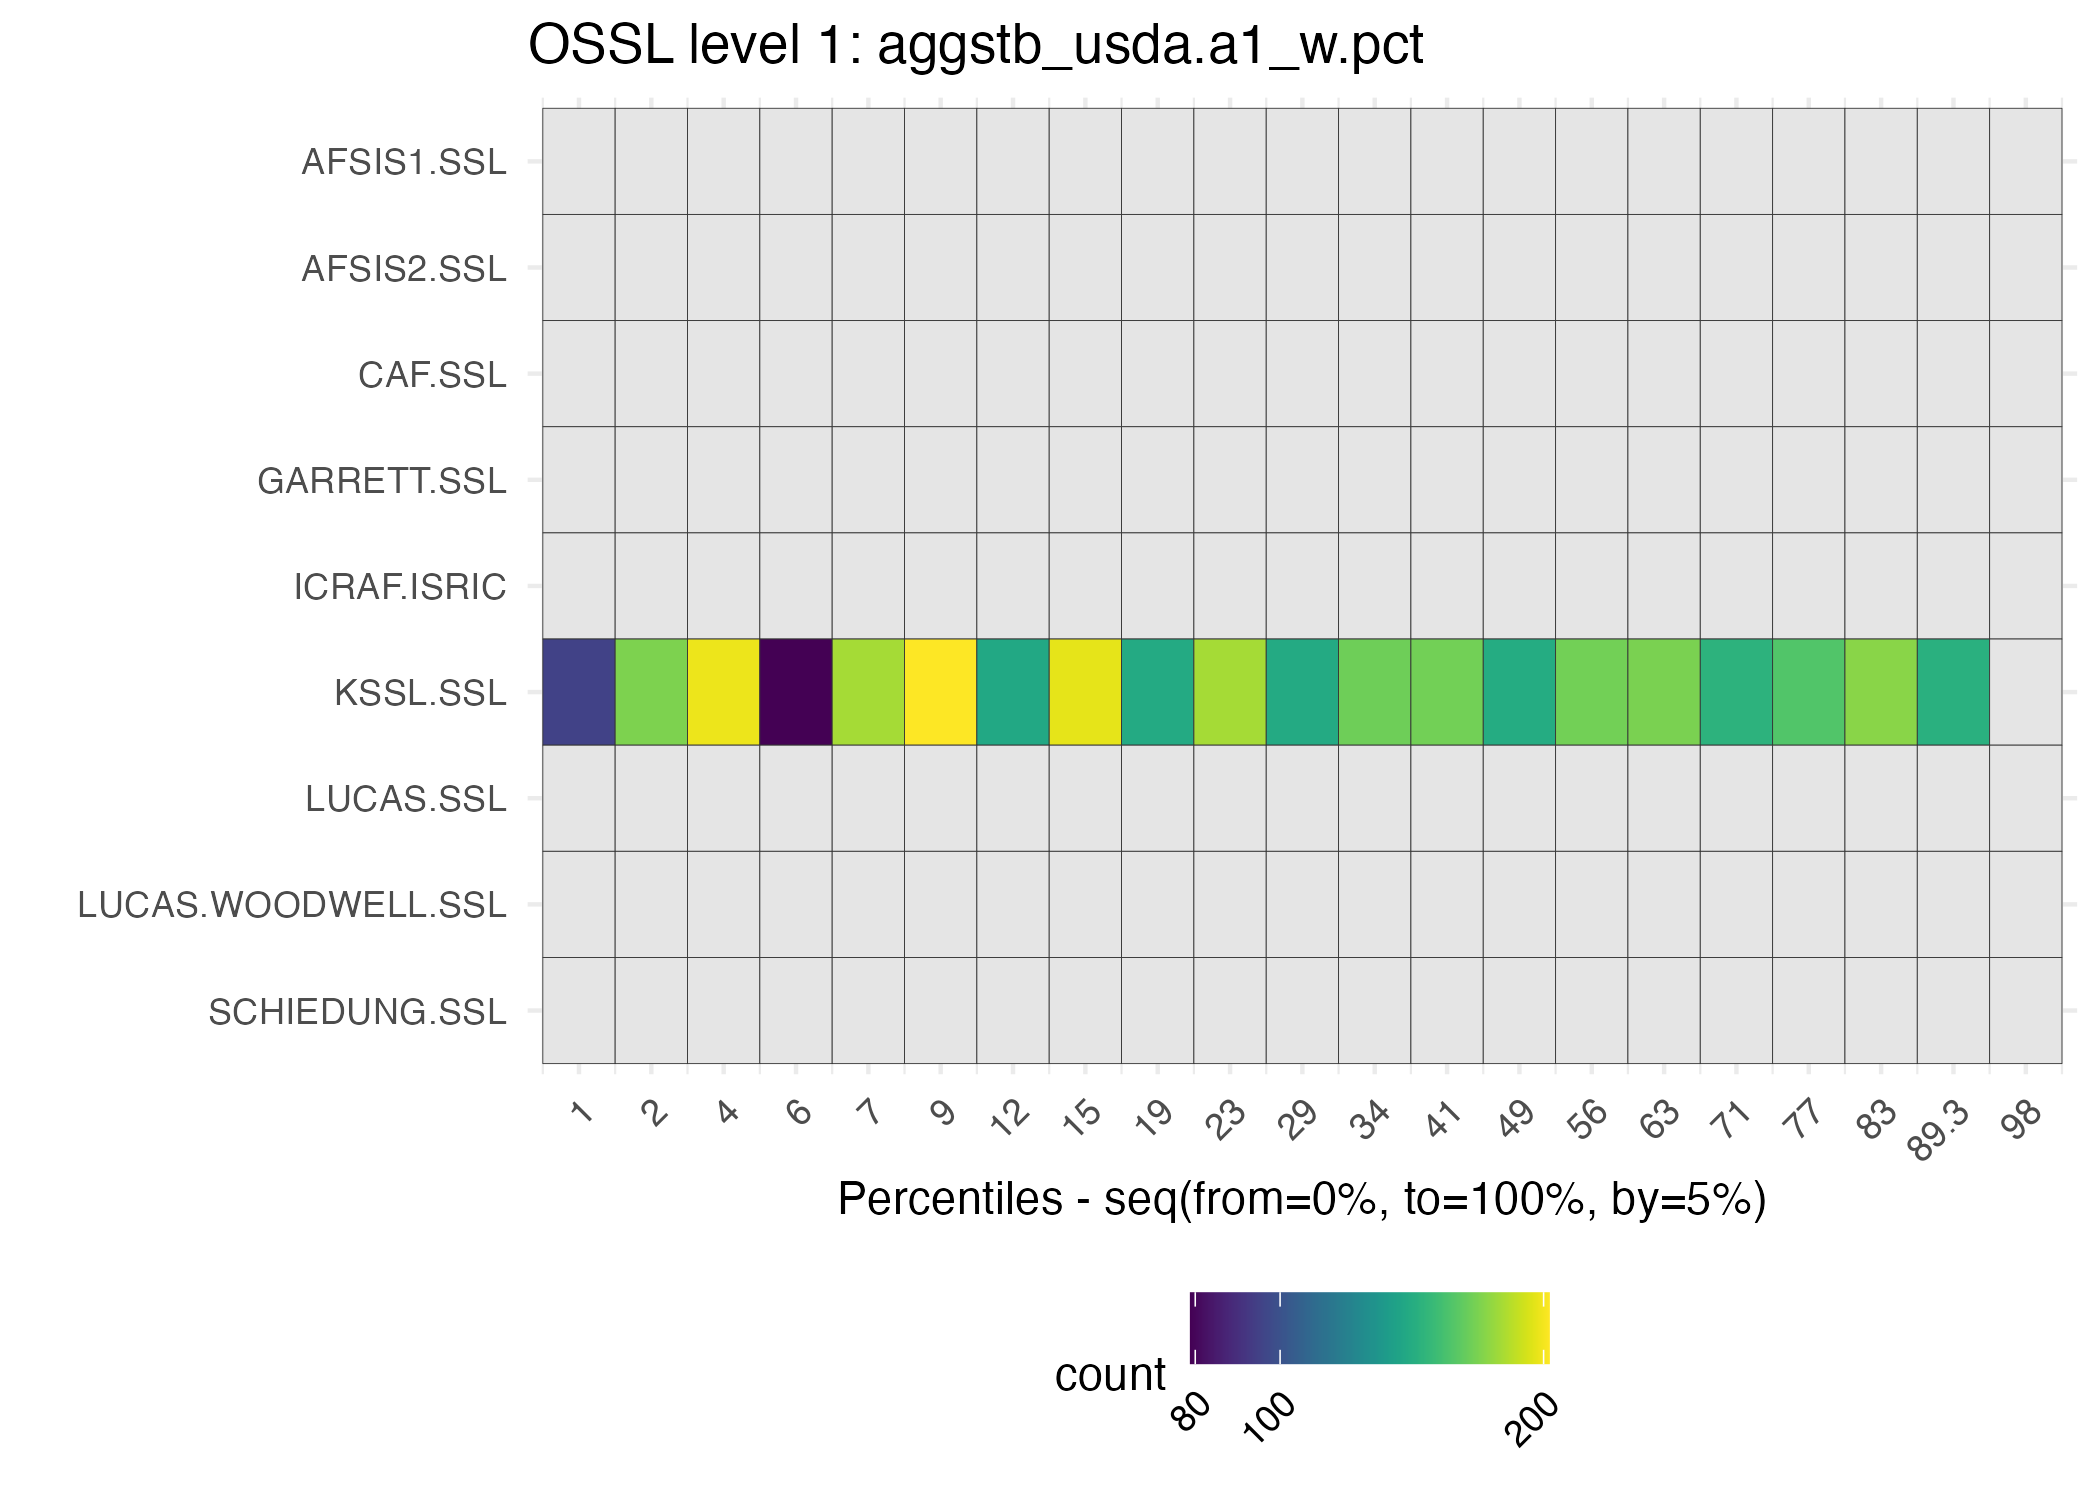 OSSL level 1: aggstb_usda.a1_w.pct
AFSIS1.SSL
AFSIS2.SSL
CAF.SSL
GARRETT.SSL
ICRAF.ISRIC
KSSL.SSL
LUCAS.SSL
LUCAS.WOODWELL.SSL
SCHIEDUNG.SSL
1 2 4 6 7 9 12 15 19 23 29 34 41 49 56 63 71 77 83 89.3 98
Percentiles - seq(from=0%, to=100%, by=5%)
count
80 100 200